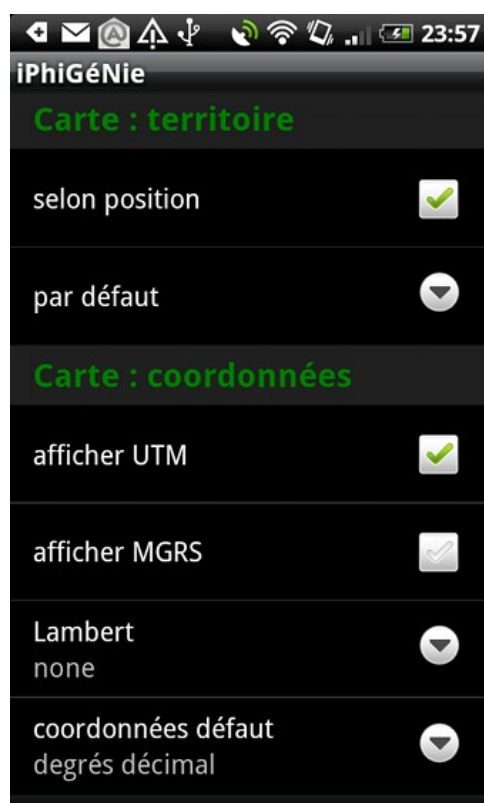 23:57
iPhiGéNie
Carte : territoire
selon position
par défaut
Carte : coordonnées
afficher UTM
afficher MGRS
Lambert
none
coordonnées défaut
degrés décimal